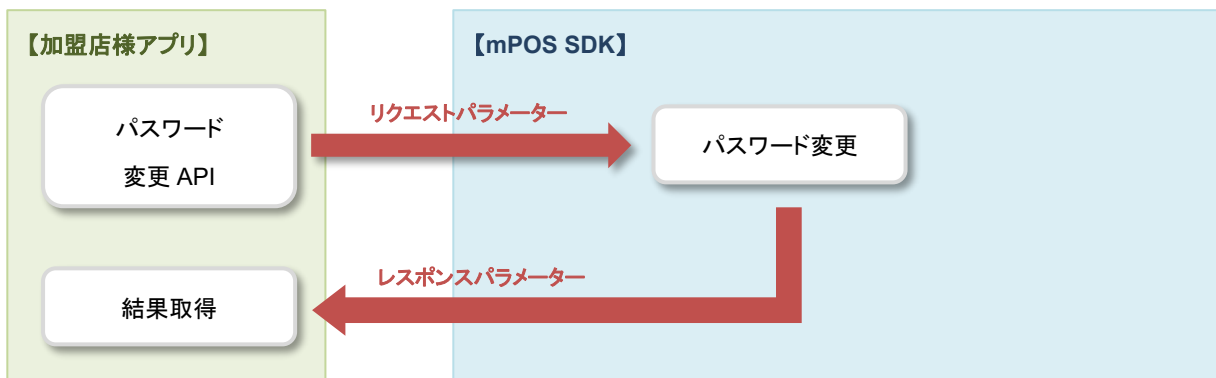 【加盟店様アプリ】
【mPOS SDK】
パスワード
変更 API
リクエストパラメーター
パスワード変更
レスポンスパラメーター
結果取得